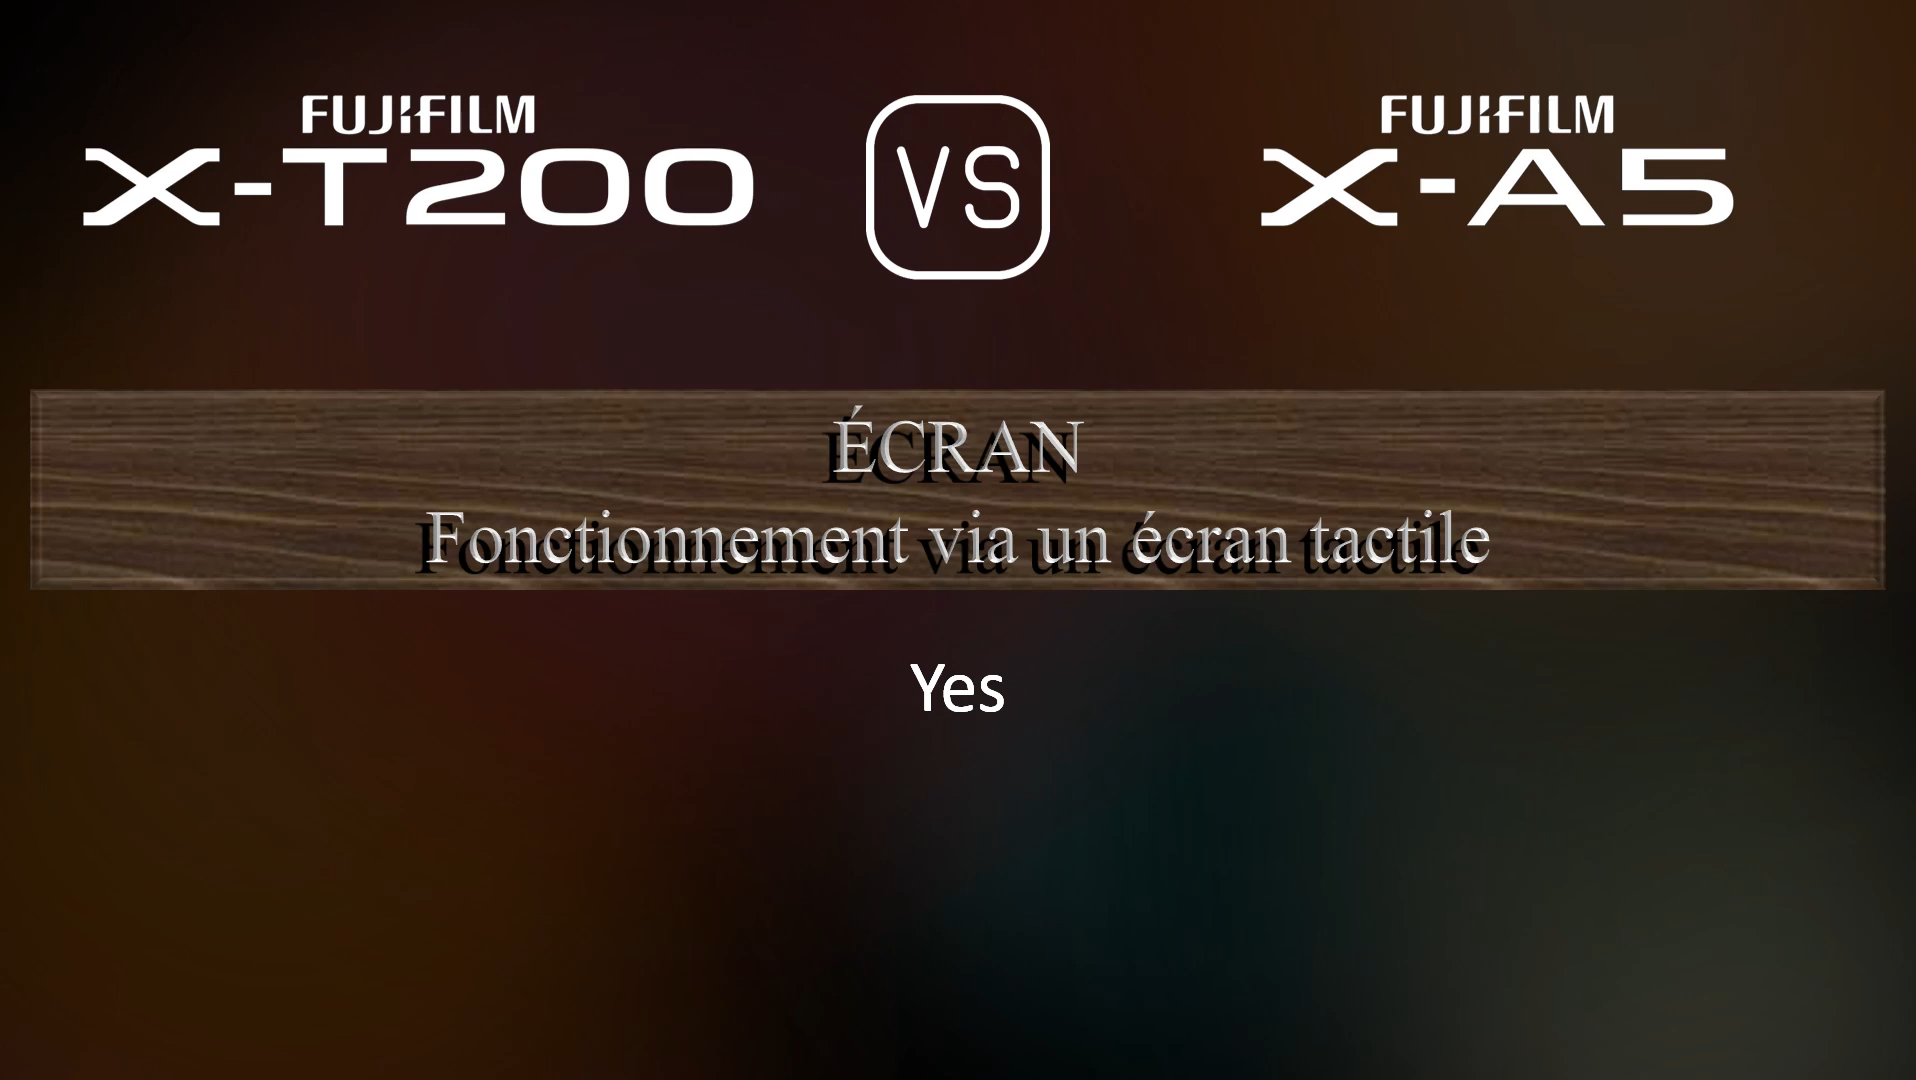 FUJIFILM
X-T200
VS
FUJIFILM
X-A5
ÉCRAN
Fonctionnement via un écran tactile
Yes